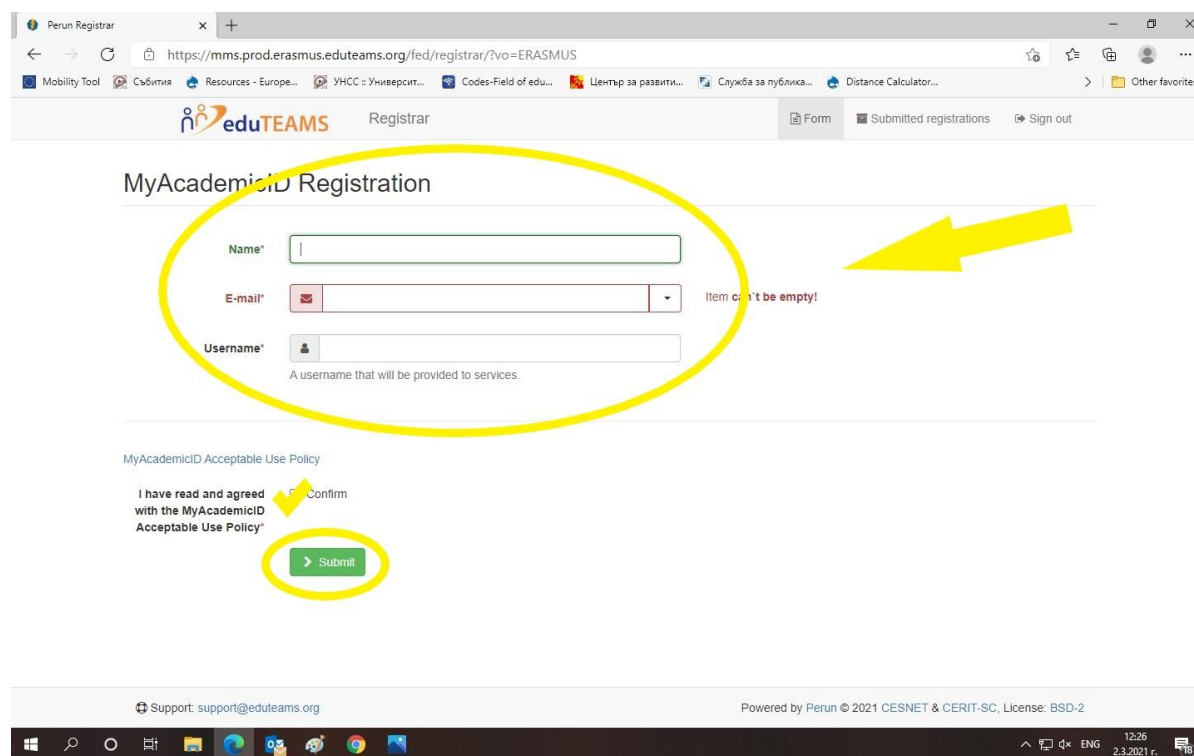 Perun Registrar
https://mms.prod.erasmus.eduteams.org/fed/registrar/?vo=ERASMUS
Mobility Tool Събития Resources - Europe... УНСС :: Университ... Codes-Field of edu... Център за развити... Служба за публика... Distance Calculator... Other favorite
eduTEAMS Registrar Form Submitted registrations Sign out
MyAcademicID Registration
Name*
E-mail* Item can`t be empty!
Username*
A username that will be provided to services.
MyAcademicID Acceptable Use Policy
I have read and agreed Confirm
with the MyAcademicID
Acceptable Use Policy*
Submit
Support: support@eduteams.org Powered by Perun © 2021 CESNET & CERIT-SC, License: BSD-2
ENG 12:26
2.3.2021 г. 18